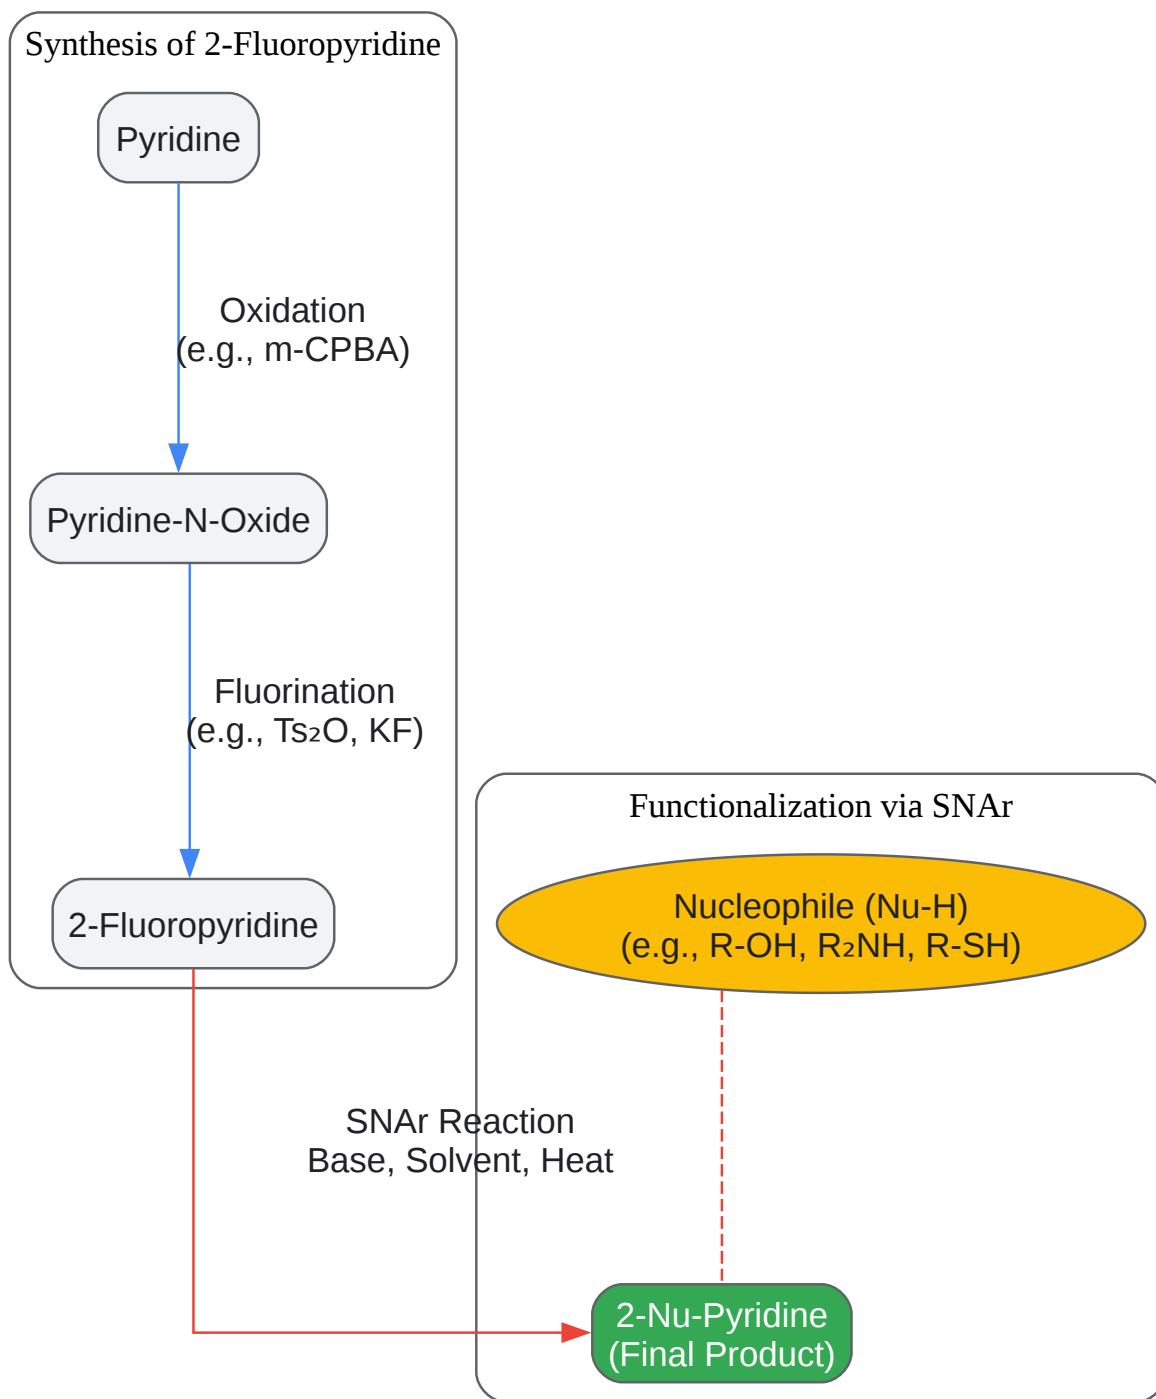 Synthesis of 2-Fluoropyridine
Pyridine
Oxidation
(e.g., m-CPBA)
Pyridine-N-Oxide
Fluorination
(e.g., Ts₂O, KF)
2-Fluoropyridine
Functionalization via SNAr
Nucleophile (Nu-H)
(e.g., R-OH, R₂NH, R-SH)
SNAr Reaction
Base, Solvent, Heat
2-Nu-Pyridine
(Final Product)